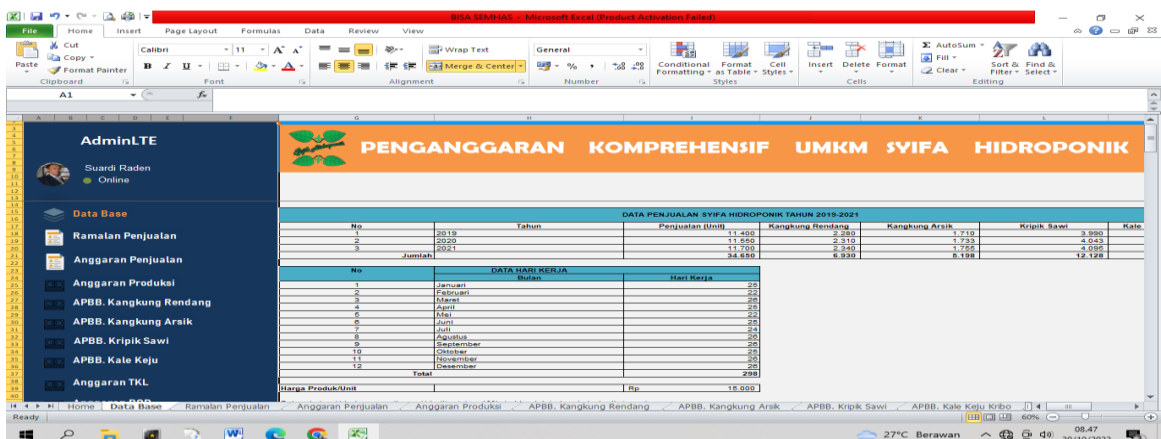 BISA SEMHAS - Microsoft Excel (Product Activation Failed)
File Home Insert Page Layout Formulas Data Review View
Paste Cut Copy Format Painter Clipboard
Calibri 11 B I U Font
Wrap Text Merge & Center Alignment
General % , Number
Conditional Formatting Format as Table Cell Styles Styles
Insert Delete Format Cells
AutoSum Fill Clear Sort & Filter Find & Select Editing
A1 fx
AdminLTE
Suardi Raden
Online
PENGANGGARAN KOMPREHENSIF UMKM SYIFA HIDROPONIK
Data Base
Ramalan Penjualan
Anggaran Penjualan
Anggaran Produksi
APBB. Kangkung Rendang
APBB. Kangkung Arsik
APBB. Kripik Sawi
APBB. Kale Keju
Anggaran TKL
DATA PENJUALAN SYIFA HIDROPONIK TAHUN 2019-2021
No Tahun Penjualan (Unit) Kangkung Rendang Kangkung Arsik Kripik Sawi Kale
1 2019 11.400 2.280 1.710 3.990
2 2020 11.550 2.310 1.733 4.043
3 2021 11.700 2.340 1.755 4.095
Jumlah 34.650 6.930 5.198 12.128
No DATA HARI KERJA
Bulan Hari Kerja
1 Januari 25
2 Februari 22
3 Maret 26
4 April 25
5 Mei 22
6 Juni 25
7 Juli 24
8 Agustus 26
9 September 26
10 Oktober 25
11 November 26
12 Desember 26
Total 298
Harga Produk/Unit Rp 15.000
Home Data Base Ramalan Penjualan Anggaran Penjualan Anggaran Produksi APBB. Kangkung Rendang APBB. Kangkung Arsik APBB. Kripik Sawi APBB. Kale Keju Kribo
Ready 60%
27°C Berawan 08.47